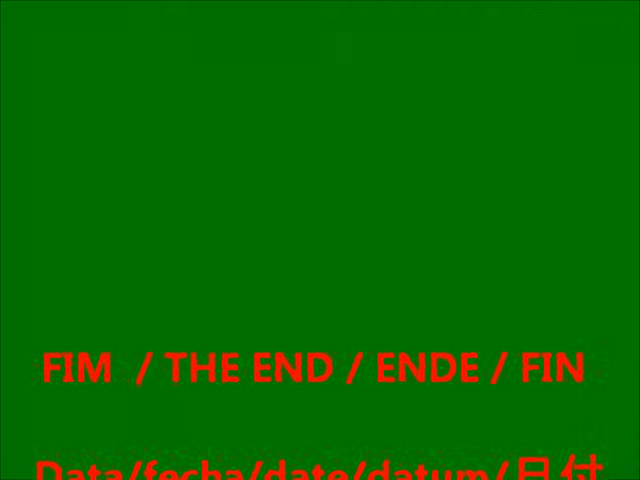 FIM / THE END / ENDE / FIN
Data/fecha/date/datum/日付